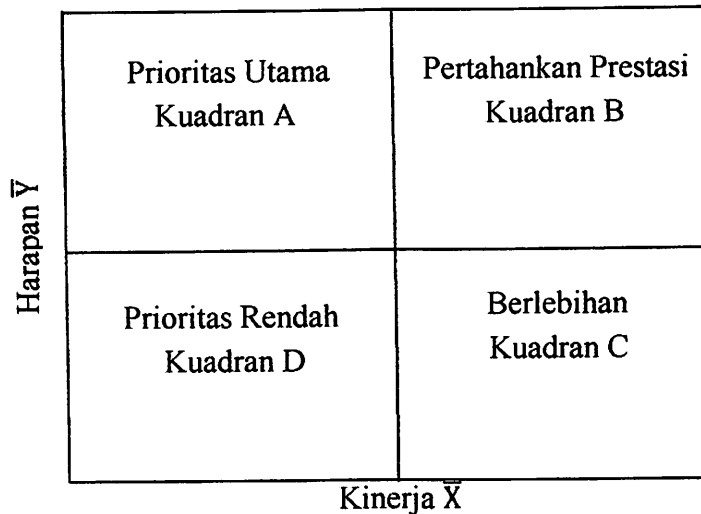 Prioritas Utama
Kuadran A
Pertahankan Prestasi
Kuadran B
Harapan Y̅
Prioritas Rendah
Kuadran D
Berlebihan
Kuadran C
Kinerja X̅